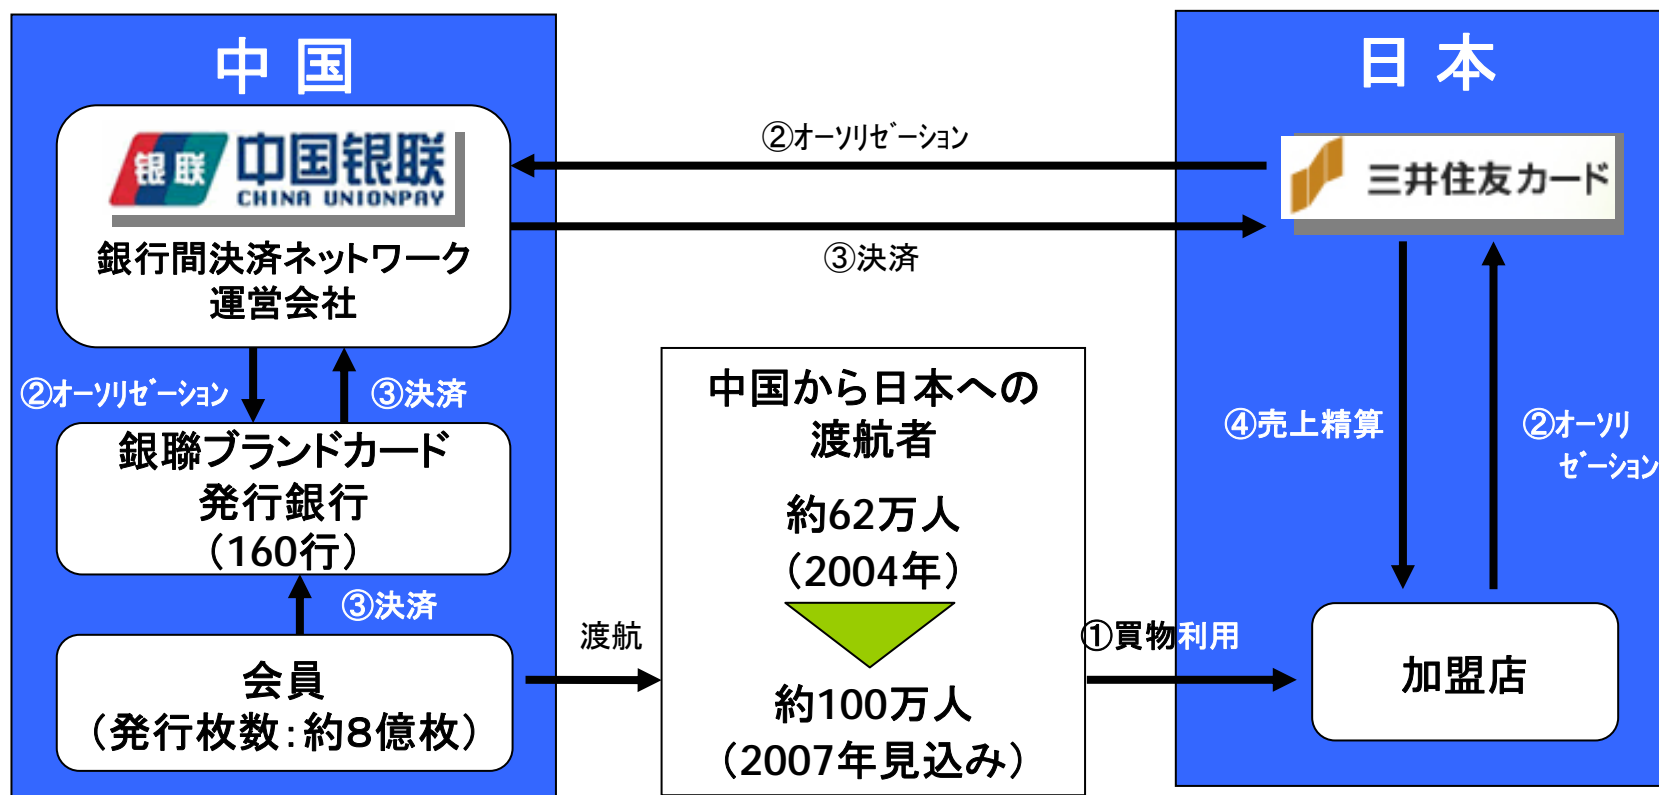 中国
银联 中国银联
CHINA UNIONPAY
銀行間決済ネットワーク
運営会社
②オーソリゼーション
③決済
銀聯ブランドカード
発行銀行
（160行）
③決済
会員
（発行枚数：約８億枚）
②オーソリゼーション
③決済
渡航
中国から日本への
渡航者
約62万人
（2004年）
約100万人
（2007年見込み）
①買物利用
日本
三井住友カード
④売上精算
②オーソリ
ゼーション
加盟店